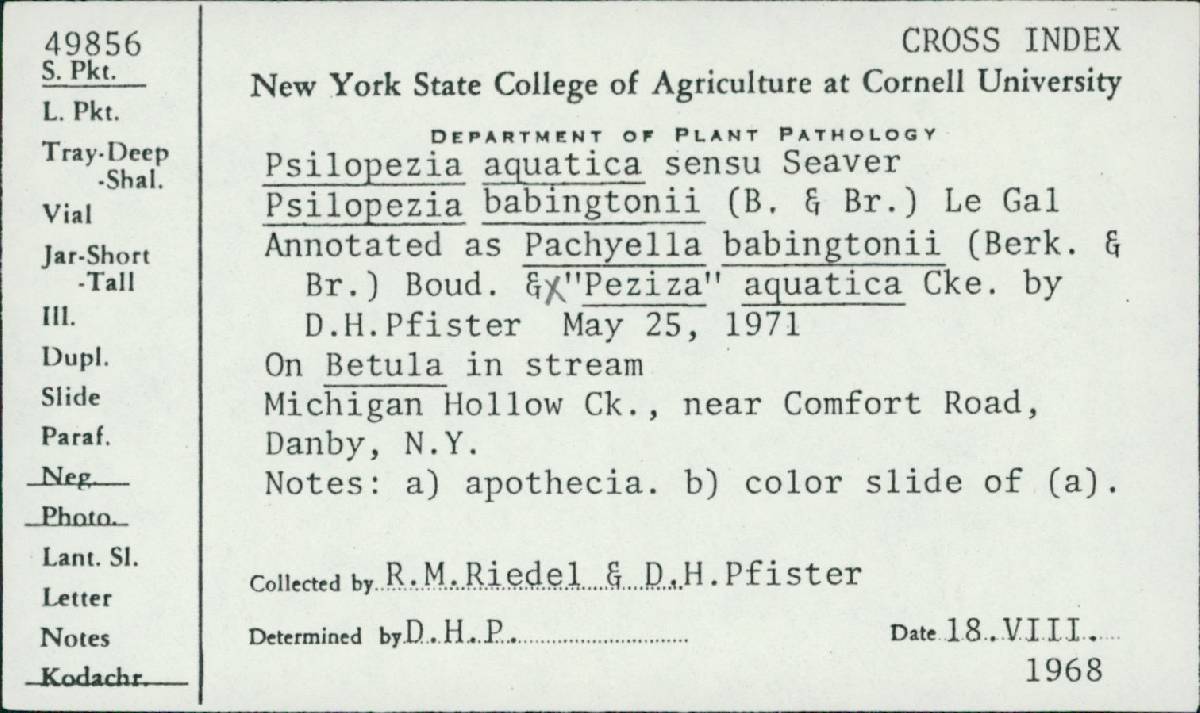 49856
S. Pkt.
L. Pkt.
Tray-Deep
-Shal.
Vial
Jar-Short
-Tall
Ill.
Dupl.
Slide
Paraf.
Neg.
Photo.
Lant. Sl.
Letter
Notes
Kodachr.
CROSS INDEX
New York State College of Agriculture at Cornell University
DEPARTMENT OF PLANT PATHOLOGY
Psilopezia aquatica sensu Seaver
Psilopezia babingtonii (B. & Br.) Le Gal
Annotated as Pachyella babingtonii (Berk. &
Br.) Boud. & "Peziza" aquatica Cke. by
D.H.Pfister May 25, 1971
On Betula in stream
Michigan Hollow Ck., near Comfort Road,
Danby, N.Y.
Notes: a) apothecia. b) color slide of (a).
Collected by R.M.Riedel & D.H.Pfister
Determined by D.H.P. Date 18.VIII.
1968